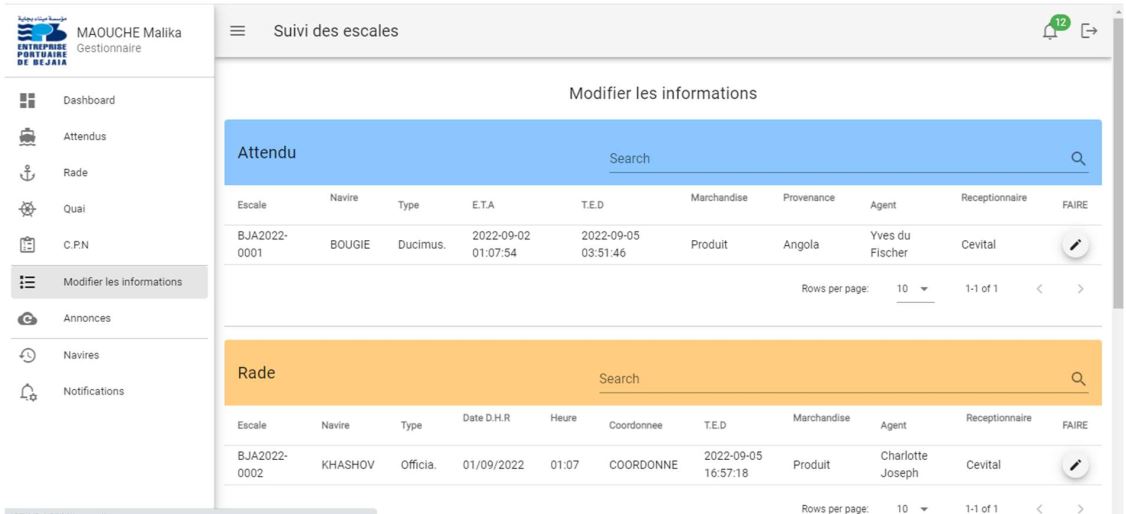 مؤسسة ميناء بجاية
ENTREPRISE
PORTUAIRE
DE BEJAIA
MAOUCHE Malika
Gestionnaire
Suivi des escales
12
Dashboard
Attendus
Rade
Quai
C.P.N
Modifier les informations
Annonces
Navires
Notifications
Modifier les informations
Attendu
Search
Escale Navire Type E.T.A T.E.D Marchandise Provenance Agent Receptionnaire FAIRE
BJA2022-0001 BOUGIE Ducimus. 2022-09-02 01:07:54 2022-09-05 03:51:46 Produit Angola Yves du Fischer Cevital
Rows per page: 10 1-1 of 1
Rade
Search
Escale Navire Type Date D.H.R Heure Coordonnee T.E.D Marchandise Agent Receptionnaire FAIRE
BJA2022-0002 KHASHOV Officia. 01/09/2022 01:07 COORDONNE 2022-09-05 16:57:18 Produit Charlotte Joseph Cevital
Rows per page: 10 1-1 of 1